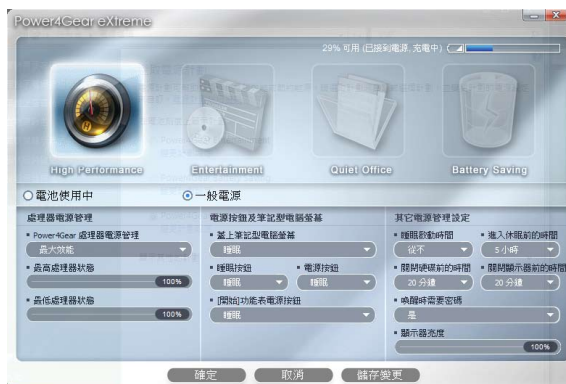 Power4Gear eXtreme
29% 可用 (已接到電源, 充電中)
High Performance
Entertainment
Quiet Office
Battery Saving
電池使用中
一般電源
處理器電源管理
Power4Gear 處理器電源管理
最大效能
最高處理器狀態
100%
最低處理器狀態
100%
電源按鈕及筆記型電腦螢幕
蓋上筆記型電腦螢幕
睡眠
睡眠按鈕
電源按鈕
睡眠
睡眠
[開始]功能表電源按鈕
睡眠
其它電源管理設定
睡眠啟動時間
進入休眠前的時間
從不
5 小時
關閉硬碟前的時間
關閉顯示器前的時間
20 分鐘
20 分鐘
喚醒時需要密碼
是
顯示器亮度
100%
確定
取消
儲存變更